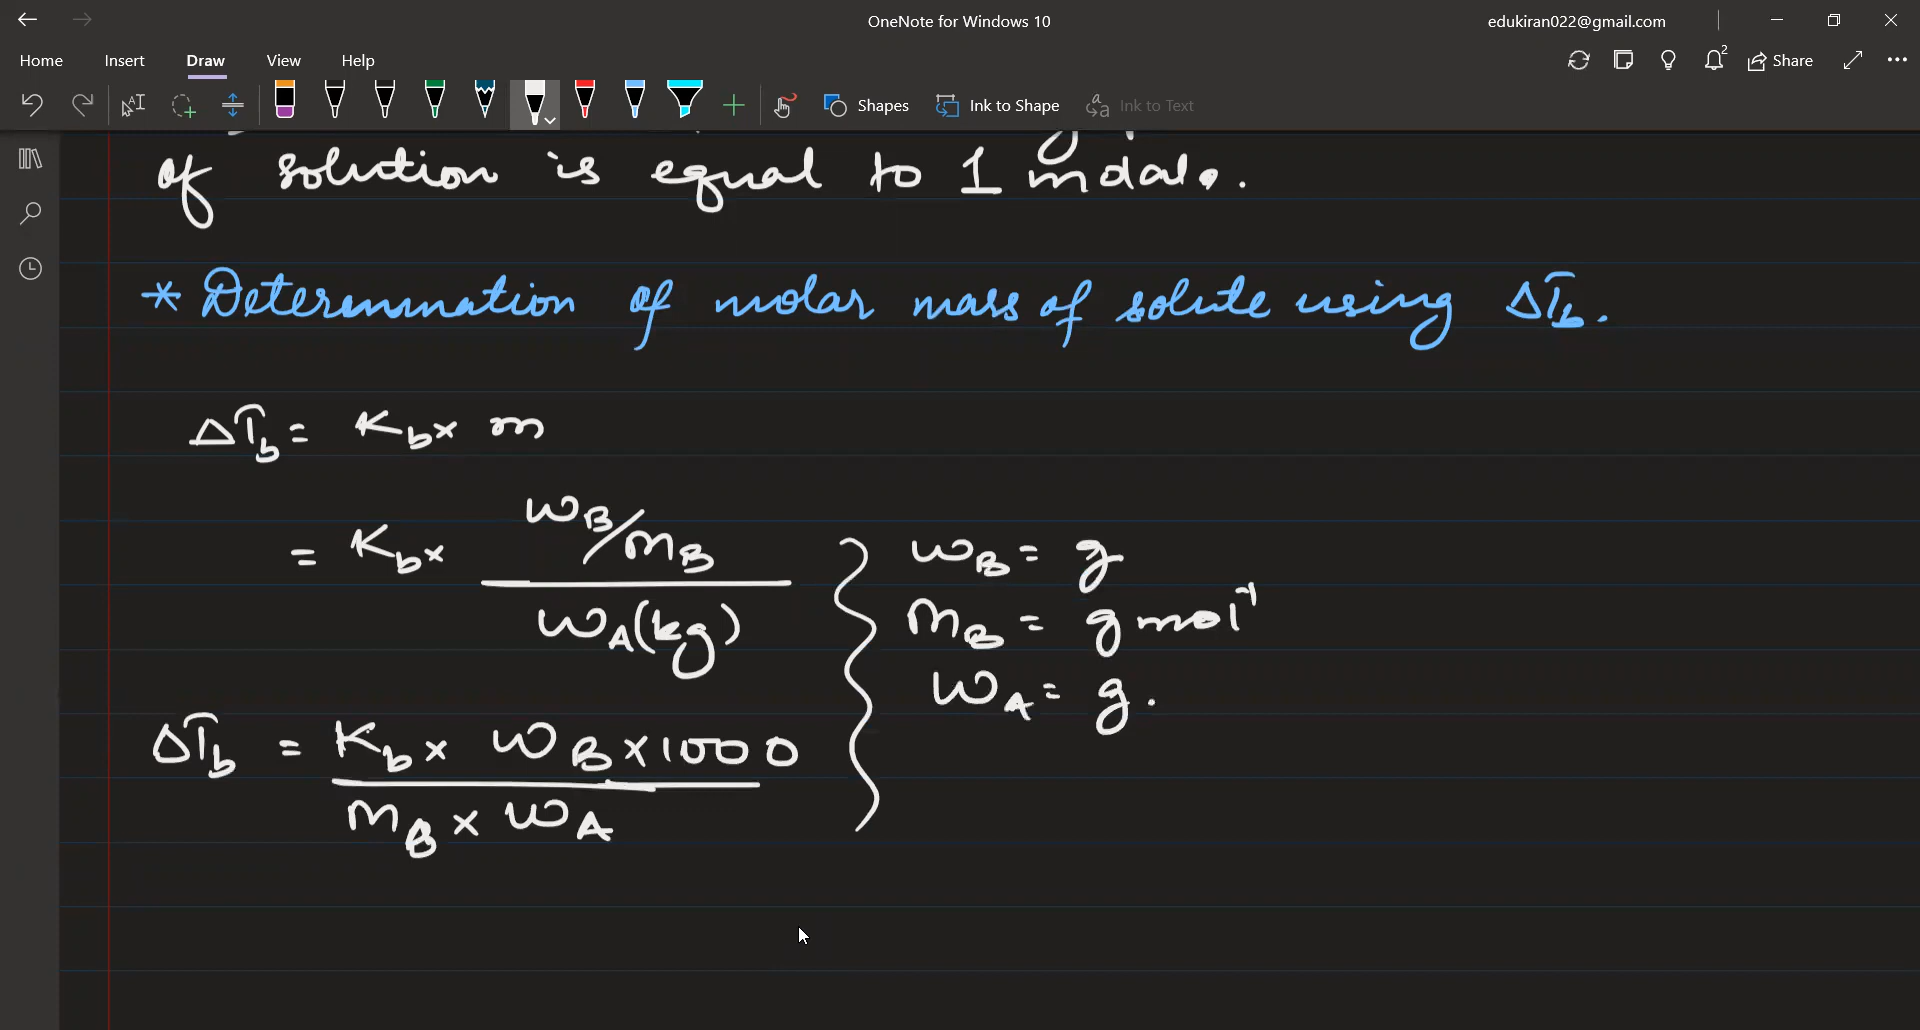 OneNote for Windows 10
edukiran022@gmail.com
Home Insert Draw View Help
2
Share
Shapes
Ink to Shape
Ink to Text
of solution is equal to 1 molal.
* Determination of molar mass of solute using ΔTb.
ΔTb = Kb × m
= Kb × WB/MB
WA(kg)
WB = g
MB = g mol⁻¹
WA = g.
ΔTb = Kb × WB × 1000
MB × WA